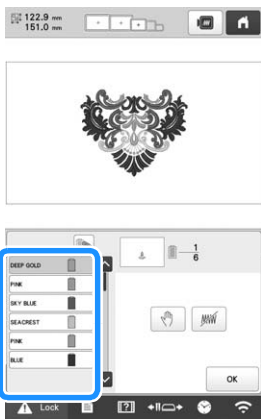 122.9 mm
151.0 mm
DEEP GOLD
PINK
SKY BLUE
SEACREST
PINK
BLUE
1
6
OK
Lock